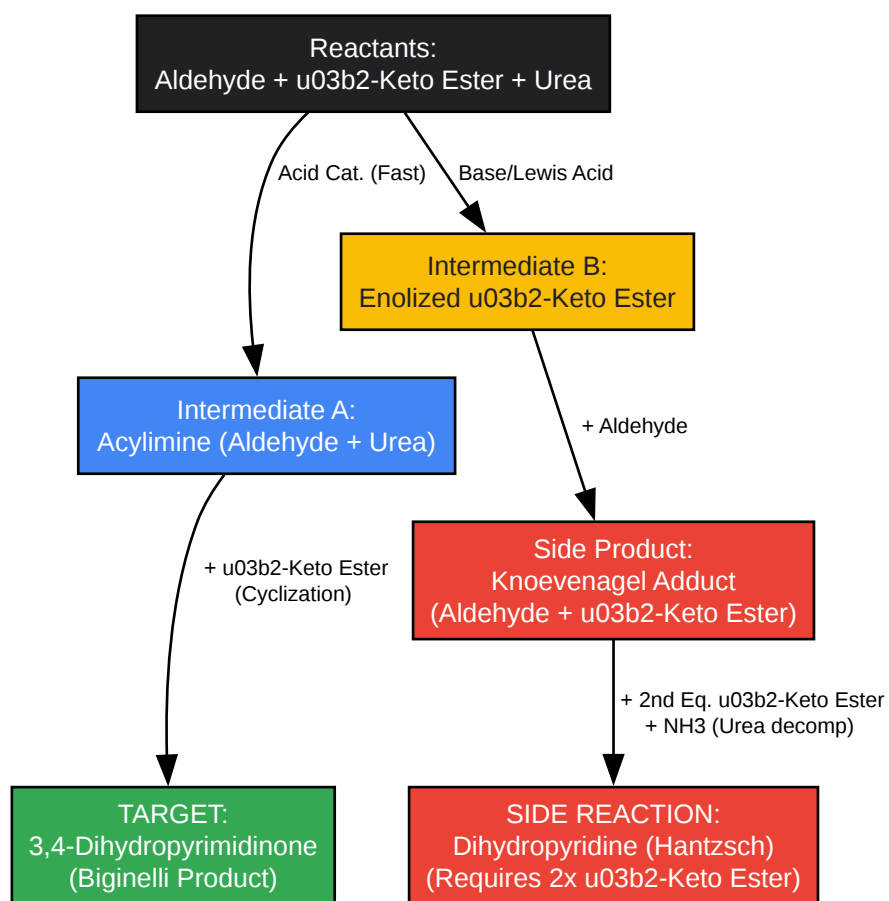 Reactants:
Aldehyde + u03b2-Keto Ester + Urea
Acid Cat. (Fast)
Base/Lewis Acid
Intermediate B:
Enolized u03b2-Keto Ester
Intermediate A:
Acylimine (Aldehyde + Urea)
+ Aldehyde
Side Product:
Knoevenagel Adduct
(Aldehyde + u03b2-Keto Ester)
+ u03b2-Keto Ester
(Cyclization)
+ 2nd Eq. u03b2-Keto Ester
+ NH3 (Urea decomp)
TARGET:
3,4-Dihydropyrimidinone
(Biginelli Product)
SIDE REACTION:
Dihydropyridine (Hantzsch)
(Requires 2x u03b2-Keto Ester)